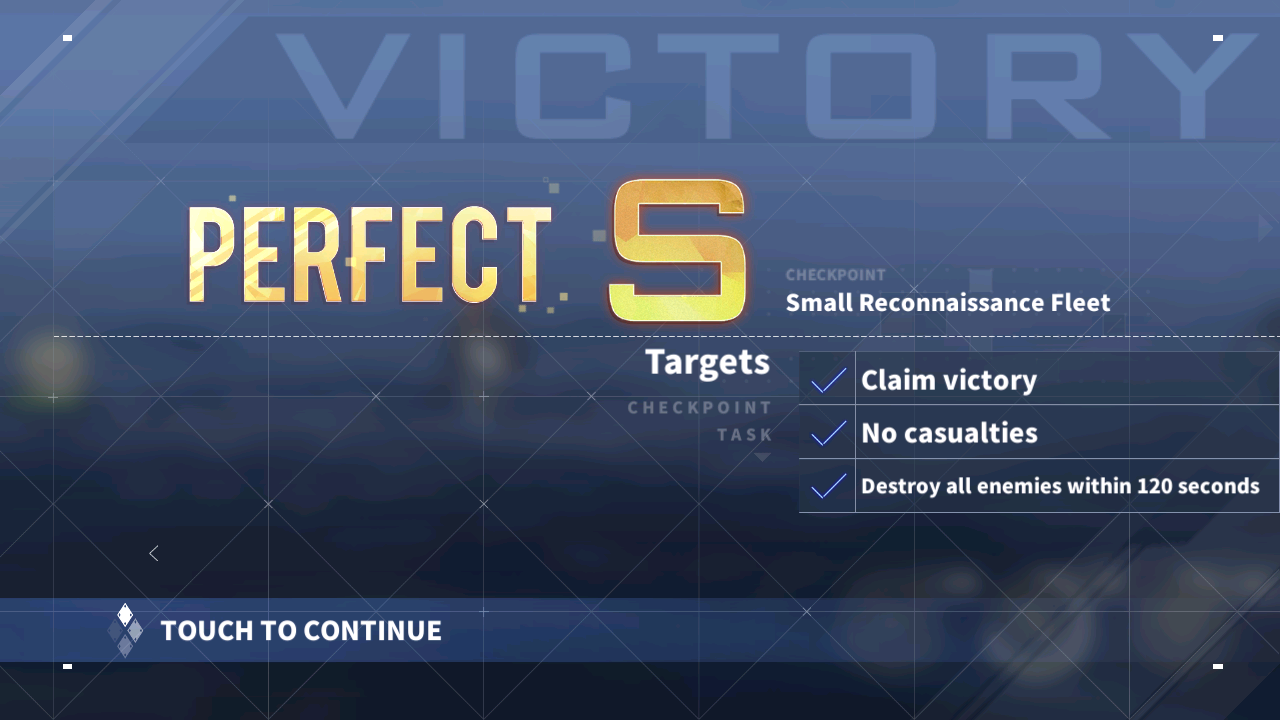 VICTORY
PERFECT S
CHECKPOINT
Small Reconnaissance Fleet
Targets
CHECKPOINT
TASK
Claim victory
No casualties
Destroy all enemies within 120 seconds
TOUCH TO CONTINUE